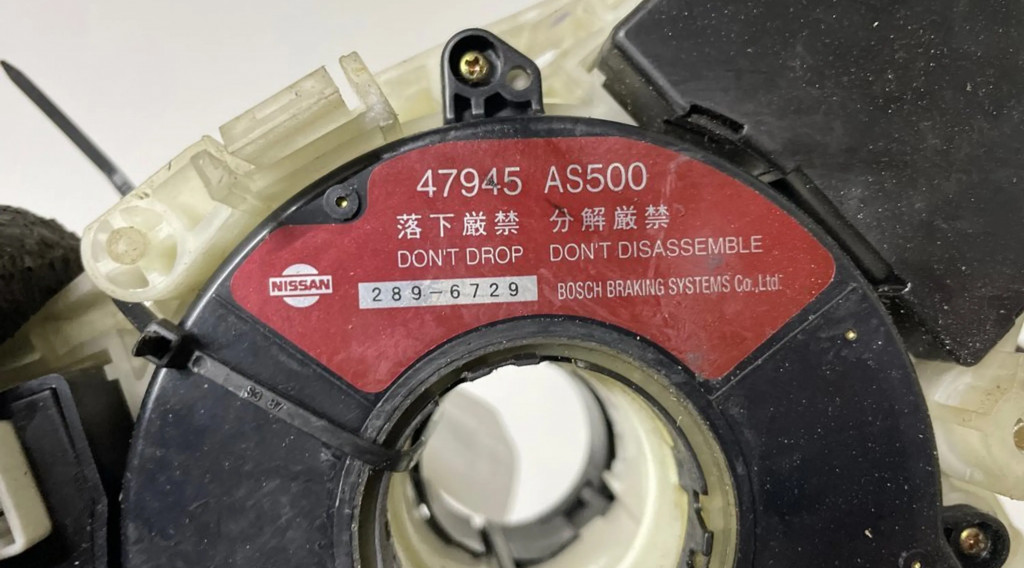 47945 AS500
落下厳禁 分解厳禁
DON'T DROP DON'T DISASSEMBLE
NISSAN
289-6729 BOSCH BRAKING SYSTEMS Co.,Ltd.